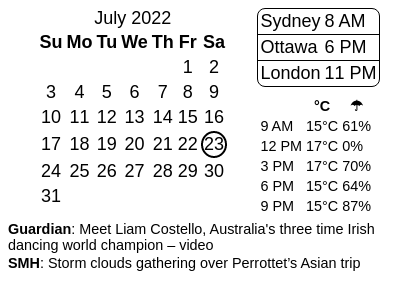 July 2022
Su Mo Tu We Th Fr Sa
1 2
3 4 5 6 7 8 9
10 11 12 13 14 15 16
17 18 19 20 21 22 23
24 25 26 27 28 29 30
31
Sydney 8 AM
Ottawa 6 PM
London 11 PM
°C ☂
9 AM 15°C 61%
12 PM 17°C 0%
3 PM 17°C 70%
6 PM 15°C 64%
9 PM 15°C 87%
Guardian: Meet Liam Costello, Australia's three time Irish
dancing world champion – video
SMH: Storm clouds gathering over Perrottet's Asian trip